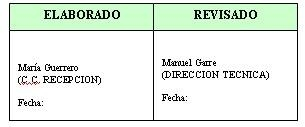 ELABORADO
REVISADO
María Guerrero
(C.C. RECEPCION)
Fecha:
Manuel Garre
(DIRECCION TECNICA)
Fecha: